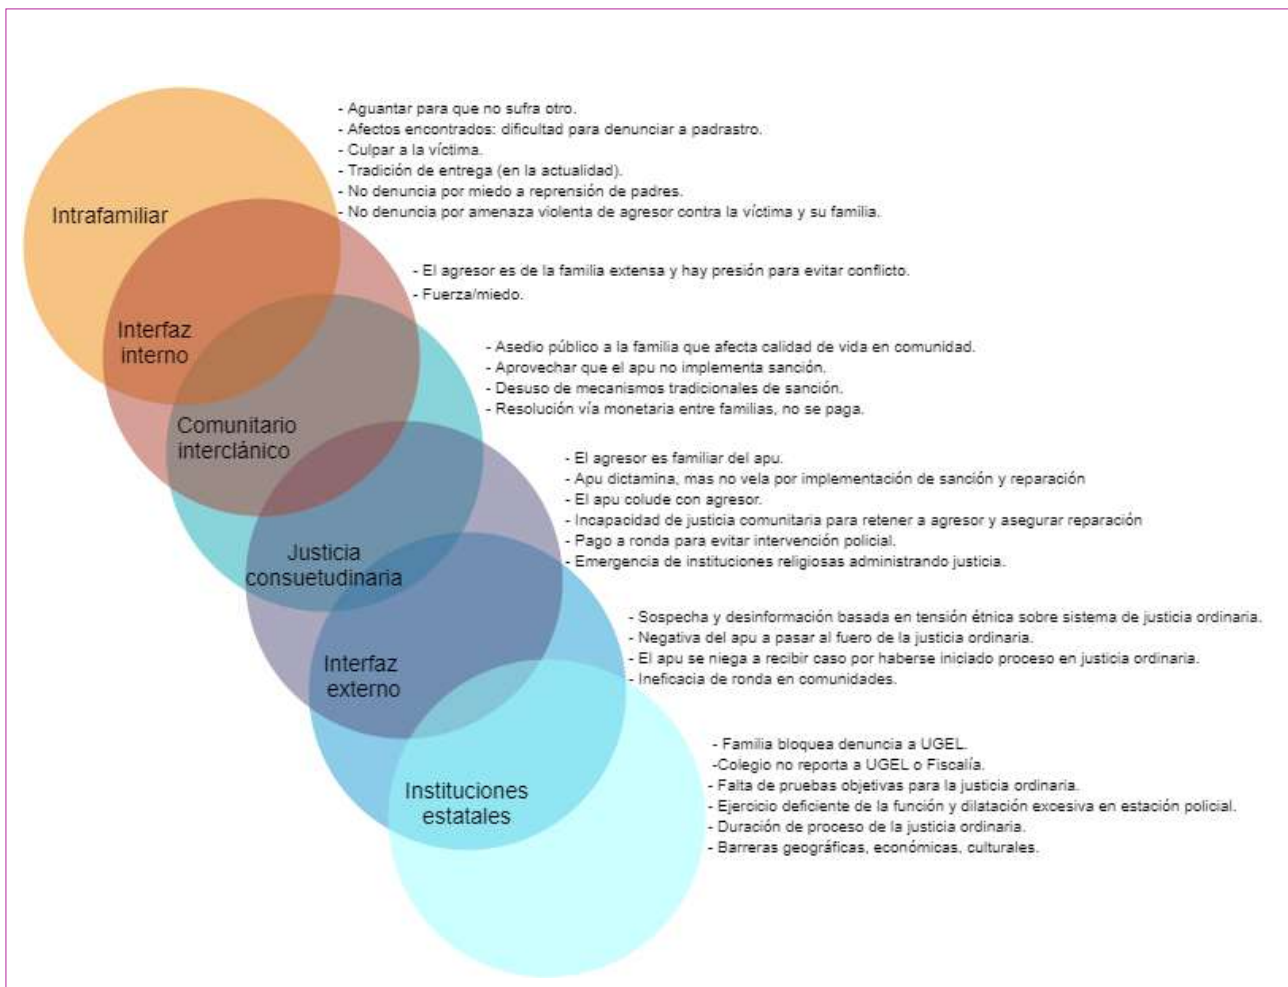 - Aguantar para que no sufra otro.
- Afectos encontrados: dificultad para denunciar a padrastro.
- Culpar a la víctima.
- Tradición de entrega (en la actualidad).
- No denuncia por miedo a reprensión de padres.
- No denuncia por amenaza violenta de agresor contra la víctima y su familia.
Intrafamiliar
- El agresor es de la familia extensa y hay presión para evitar conflicto.
- Fuerza/miedo.
Interfaz
interno
- Asedio público a la familia que afecta calidad de vida en comunidad.
- Aprovechar que el apu no implementa sanción.
- Desuso de mecanismos tradicionales de sanción.
- Resolución vía monetaria entre familias, no se paga.
Comunitario
interclánico
- El agresor es familiar del apu.
- Apu dictamina, mas no vela por implementación de sanción y reparación
- El apu colude con agresor.
- Incapacidad de justicia comunitaria para retener a agresor y asegurar reparación
- Pago a ronda para evitar intervención policial.
- Emergencia de instituciones religiosas administrando justicia.
Justicia
consuetudinaria
- Sospecha y desinformación basada en tensión étnica sobre sistema de justicia ordinaria.
- Negativa del apu a pasar al fuero de la justicia ordinaria.
- El apu se niega a recibir caso por haberse iniciado proceso en justicia ordinaria.
- Ineficacia de ronda en comunidades.
Interfaz
externo
- Familia bloquea denuncia a UGEL.
-Colegio no reporta a UGEL o Fiscalía.
- Falta de pruebas objetivas para la justicia ordinaria.
- Ejercicio deficiente de la función y dilatación excesiva en estación policial.
- Duración de proceso de la justicia ordinaria.
- Barreras geográficas, económicas, culturales.
Instituciones
estatales